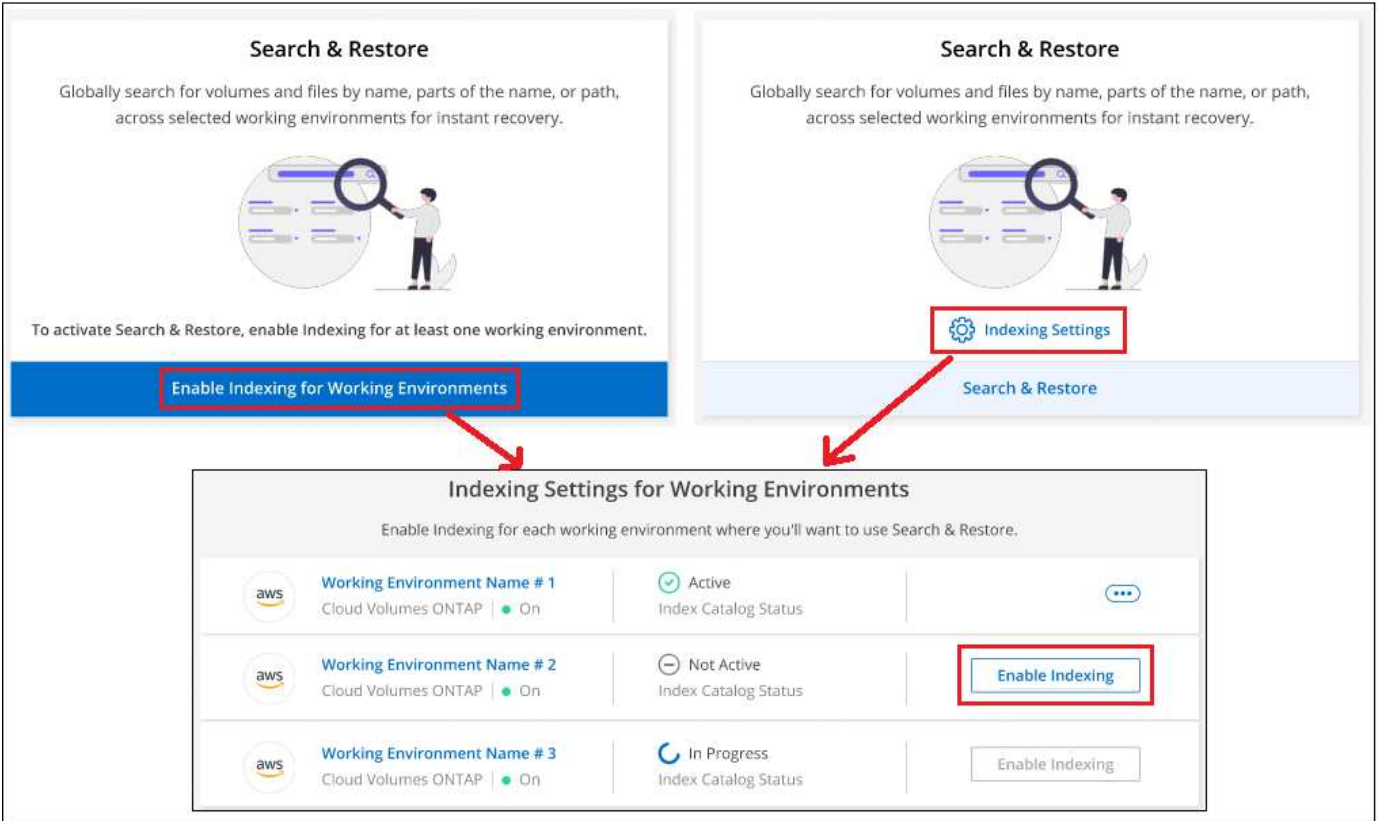 Search & Restore
Globally search for volumes and files by name, parts of the name, or path,
across selected working environments for instant recovery.
To activate Search & Restore, enable Indexing for at least one working environment.
Enable Indexing for Working Environments
Search & Restore
Globally search for volumes and files by name, parts of the name, or path,
across selected working environments for instant recovery.
Indexing Settings
Search & Restore
Indexing Settings for Working Environments
Enable Indexing for each working environment where you'll want to use Search & Restore.
aws
Working Environment Name # 1
Cloud Volumes ONTAP | On
Active
Index Catalog Status
aws
Working Environment Name # 2
Cloud Volumes ONTAP | On
Not Active
Index Catalog Status
Enable Indexing
aws
Working Environment Name # 3
Cloud Volumes ONTAP | On
In Progress
Index Catalog Status
Enable Indexing